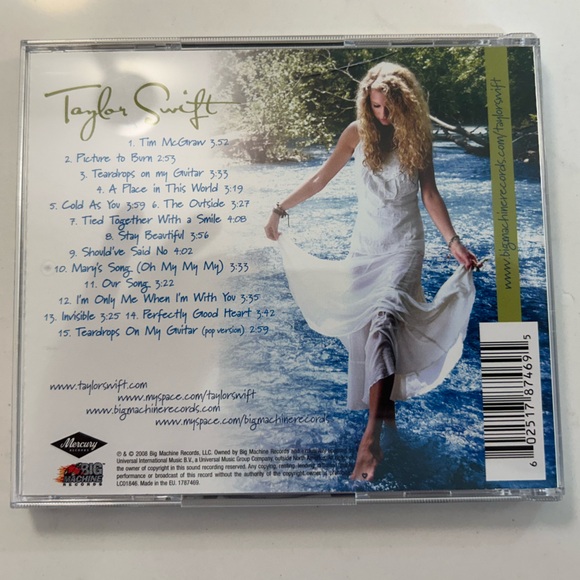 Taylor Swift
1. Tim McGraw 3:52
2. Picture to Burn 2:53
3. Teardrops on my Guitar 3:33
4. A Place in This World 3:19
5. Cold As You 3:59 6. The Outside 3:27
7. Tied Together With a Smile 4:08
8. Stay Beautiful 3:56
9. Should've Said No 4:02
10. Mary's Song (Oh My My My) 3:33
11. Our Song 3:22
12. I'm Only Me When I'm With You 3:35
13. Invisible 3:25 14. Perfectly Good Heart 3:42
15. Teardrops On My Guitar (pop version) 2:59
www.taylorswift.com
www.myspace.com/taylorswift
www.bigmachinerecords.com
www.myspace.com/bigmachinerecords
www.bigmachinerecords.com/taylorswift
6 02517 87469 5
Mercury
RECORDS
BIG
MACHINE
RECORDS
℗ & © 2008 Big Machine Records, LLC. Owned by Big Machine Records and
Universal International Music B.V., a Universal Music Group Company, outside North
the owner of copyright in this sound recording reserved. Any copying, renting, lending,
performance or broadcast of this record without the authority of the copyright
LC01846. Made in the EU. 1787469.